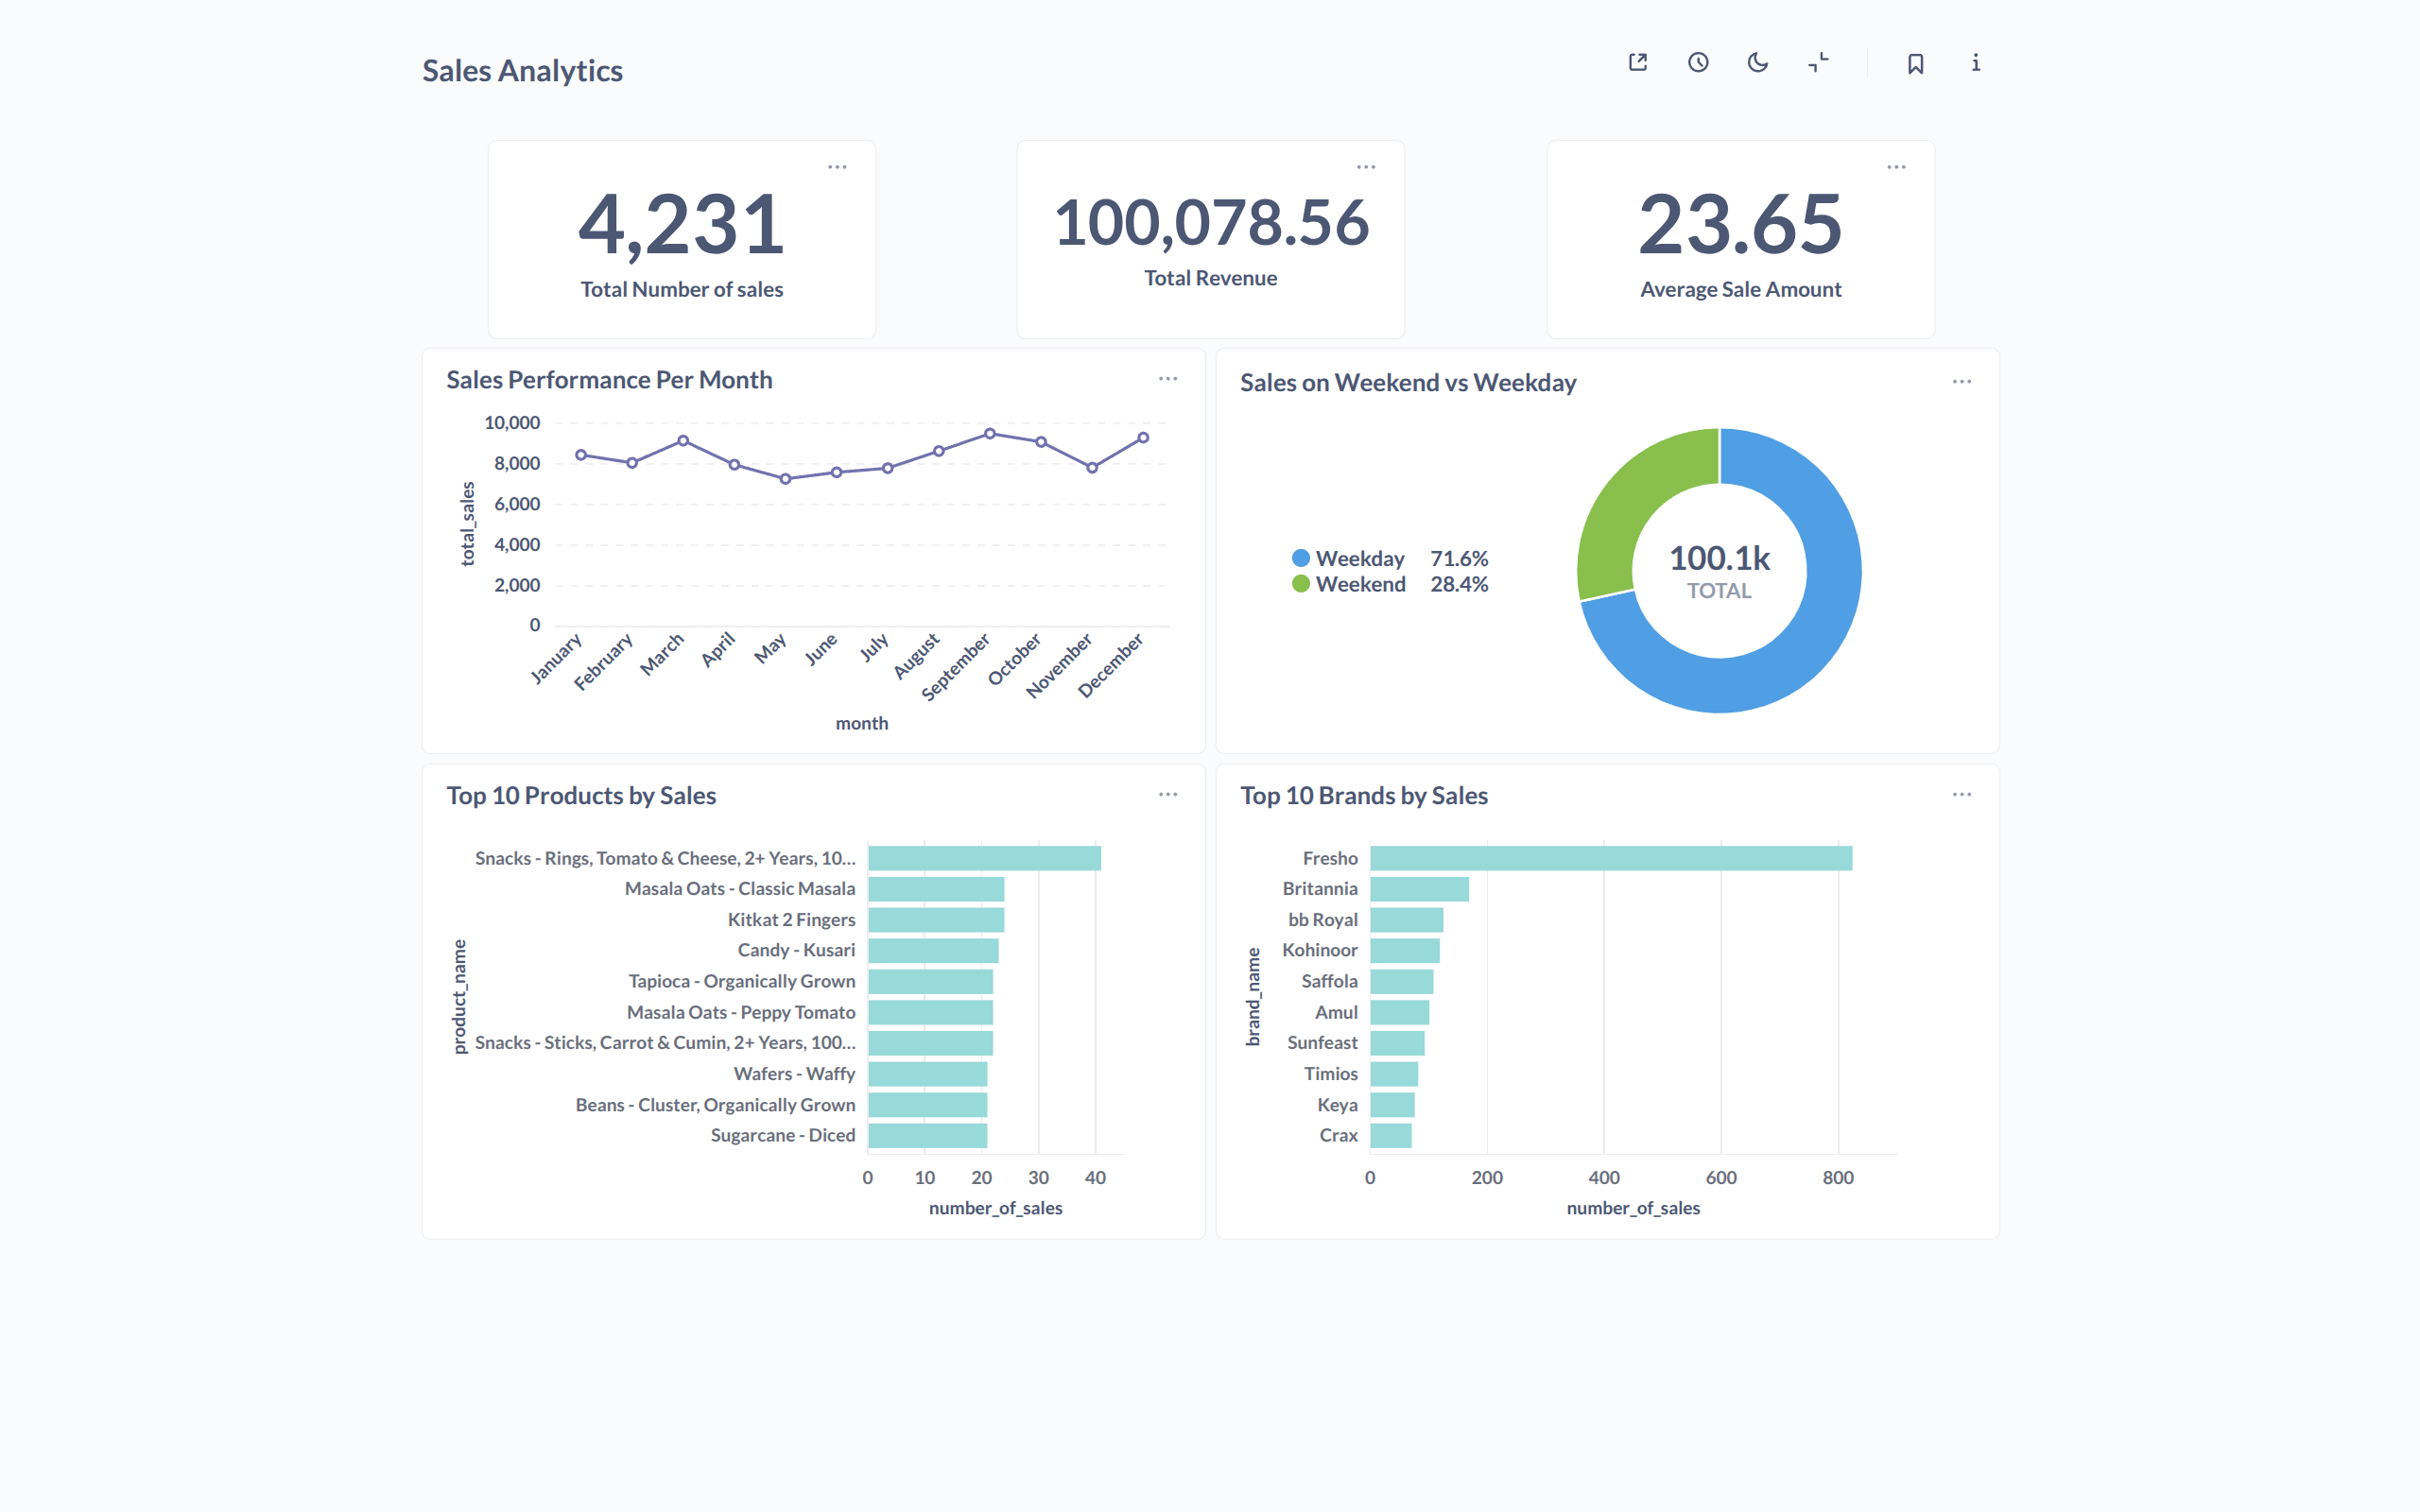 Sales Analytics
4,231
Total Number of sales
100,078.56
Total Revenue
23.65
Average Sale Amount
Sales Performance Per Month
10,000
8,000
6,000
4,000
2,000
0
total_sales
January
February
March
April
May
June
July
August
September
October
November
December
month
Sales on Weekend vs Weekday
Weekday 71.6%
Weekend 28.4%
100.1k
TOTAL
Top 10 Products by Sales
product_name
Snacks - Rings, Tomato & Cheese, 2+ Years, 10...
Masala Oats - Classic Masala
Kitkat 2 Fingers
Candy - Kusari
Tapioca - Organically Grown
Masala Oats - Peppy Tomato
Snacks - Sticks, Carrot & Cumin, 2+ Years, 100...
Wafers - Waffy
Beans - Cluster, Organically Grown
Sugarcane - Diced
0 10 20 30 40
number_of_sales
Top 10 Brands by Sales
brand_name
Fresho
Britannia
bb Royal
Kohinoor
Saffola
Amul
Sunfeast
Timios
Keya
Crax
0 200 400 600 800
number_of_sales